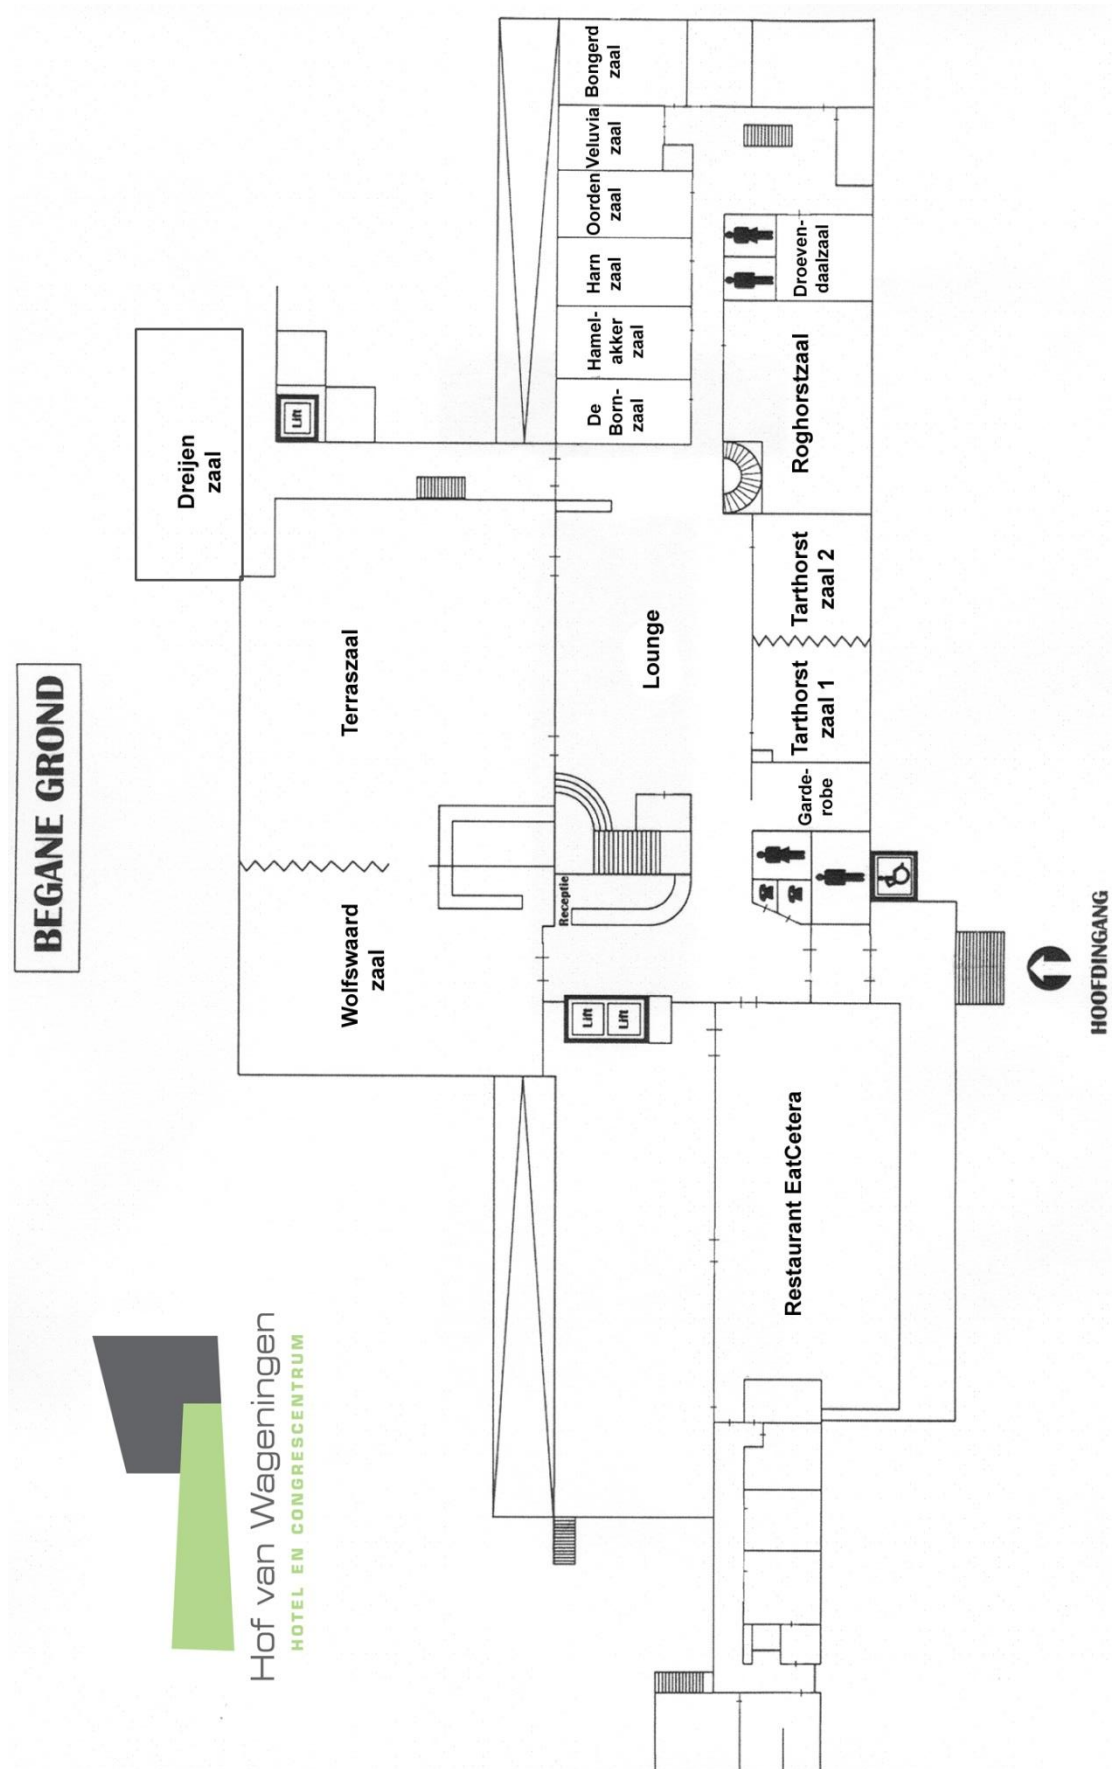 BEGANE GROND
Hof van Wageningen
HOTEL EN CONGRESCENTRUM
Dreijen
zaal
Lift
Wolfswaard
zaal
Terraszaal
Bongerd
zaal
Veluvia
zaal
Oorden
zaal
Harn
zaal
Hamel-
akker
zaal
De
Born-
zaal
Receptie
Lift
Lift
Lounge
Restaurant EatCetera
Garde-
robe
Tarthorst
zaal 1
Tarthorst
zaal 2
Roghorstzaal
Droeven-
daalzaal
HOOFDINGANG